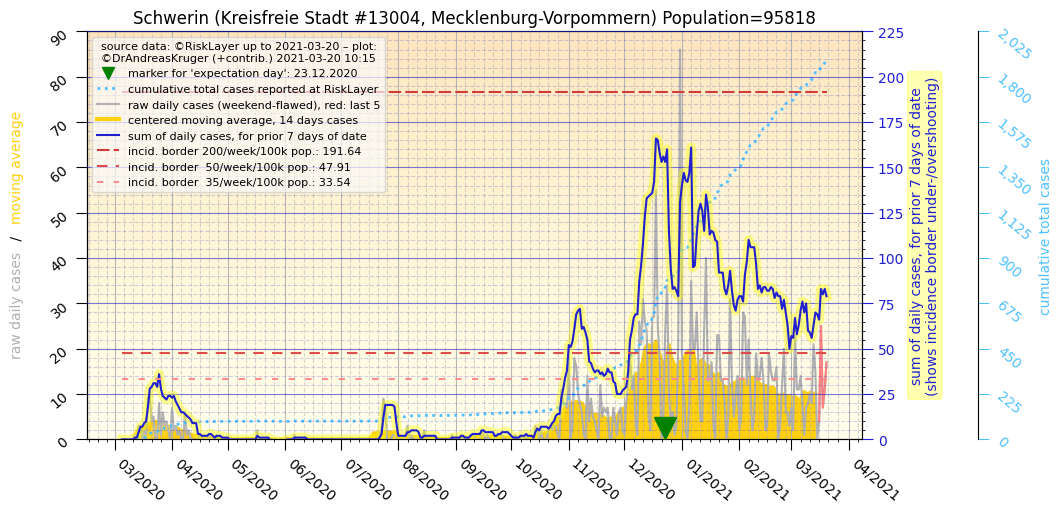 Schwerin (Kreisfreie Stadt #13004, Mecklenburg-Vorpommern) Population=95818
source data: ©RiskLayer up to 2021-03-20 – plot:
©DrAndreasKruger (+contrib.) 2021-03-20 10:15
marker for 'expectation day': 23.12.2020
cumulative total cases reported at RiskLayer
raw daily cases (weekend-flawed), red: last 5
centered moving average, 14 days cases
sum of daily cases, for prior 7 days of date
incid. border 200/week/100k pop.: 191.64
incid. border  50/week/100k pop.: 47.91
incid. border  35/week/100k pop.: 33.54
raw daily cases  /  moving average
90
80
70
60
50
40
30
20
10
0
03/2020
04/2020
05/2020
06/2020
07/2020
08/2020
09/2020
10/2020
11/2020
12/2020
01/2021
02/2021
03/2021
04/2021
225
200
175
150
125
100
75
50
25
0
sum of daily cases, for prior 7 days of date
(shows incidence border under-/overshooting)
2,025
1,800
1,575
1,350
1,125
900
675
450
225
0
cumulative total cases